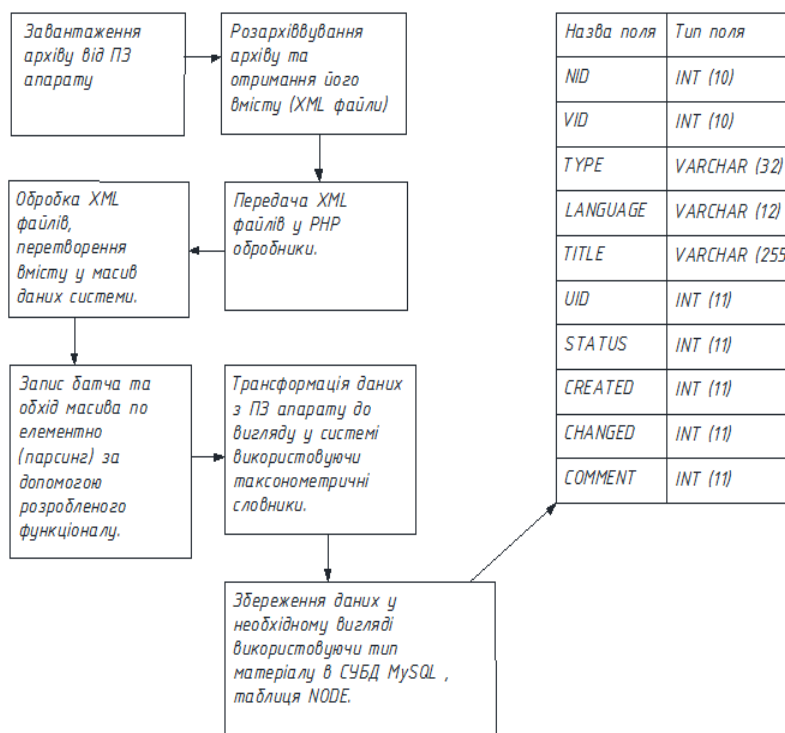 Завантаження
архіву від ПЗ
апарату
Розархіввування
архіву та
отримання його
вмісту (XML файли)
Передача XML
файлів у PHP
обробники.
Обробка XML
файлів,
перетворення
вмісту у масив
даних системи.
Запис батча та
обхід масива по
елементно
(парсинг) за
допомогою
розробленого
функціоналу.
Трансформація даних
з ПЗ апарату до
вигляду у системі
використовуючи
таксонометричні
словники.
Збереження даних у
необхідному вигляді
використовуючи тип
матеріалу в СУБД MySQL ,
таблиця NODE.
Назва поля Тип поля
NID INT (10)
VID INT (10)
TYPE VARCHAR (32)
LANGUAGE VARCHAR (12)
TITLE VARCHAR (255
UID INT (11)
STATUS INT (11)
CREATED INT (11)
CHANGED INT (11)
COMMENT INT (11)